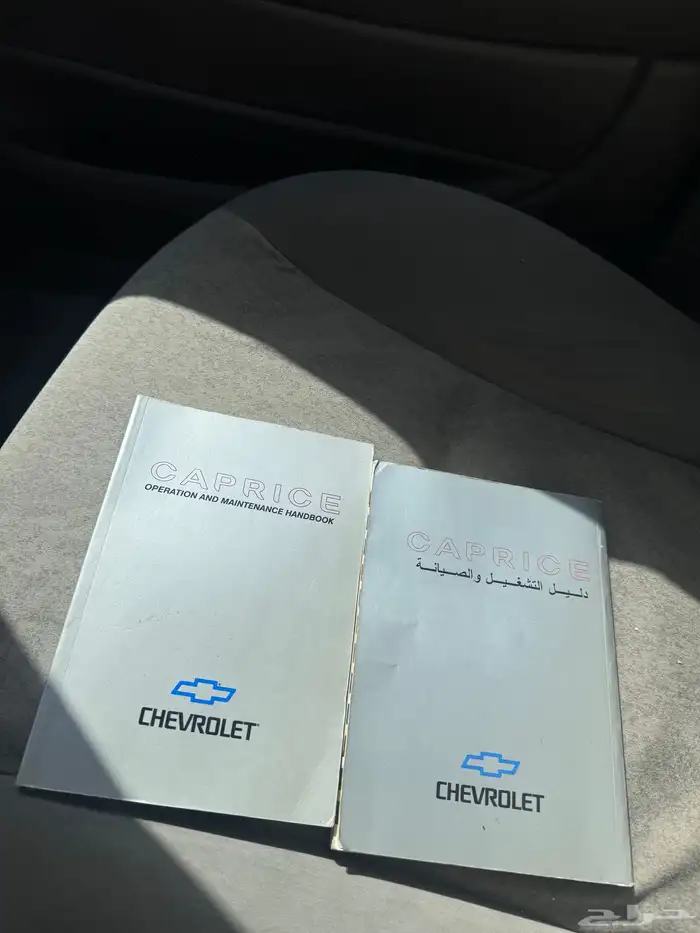 CAPRICE
OPERATION AND MAINTENANCE HANDBOOK
CHEVROLET
CAPRICE
دليل التشغيل والصيانة
CHEVROLET
حراج